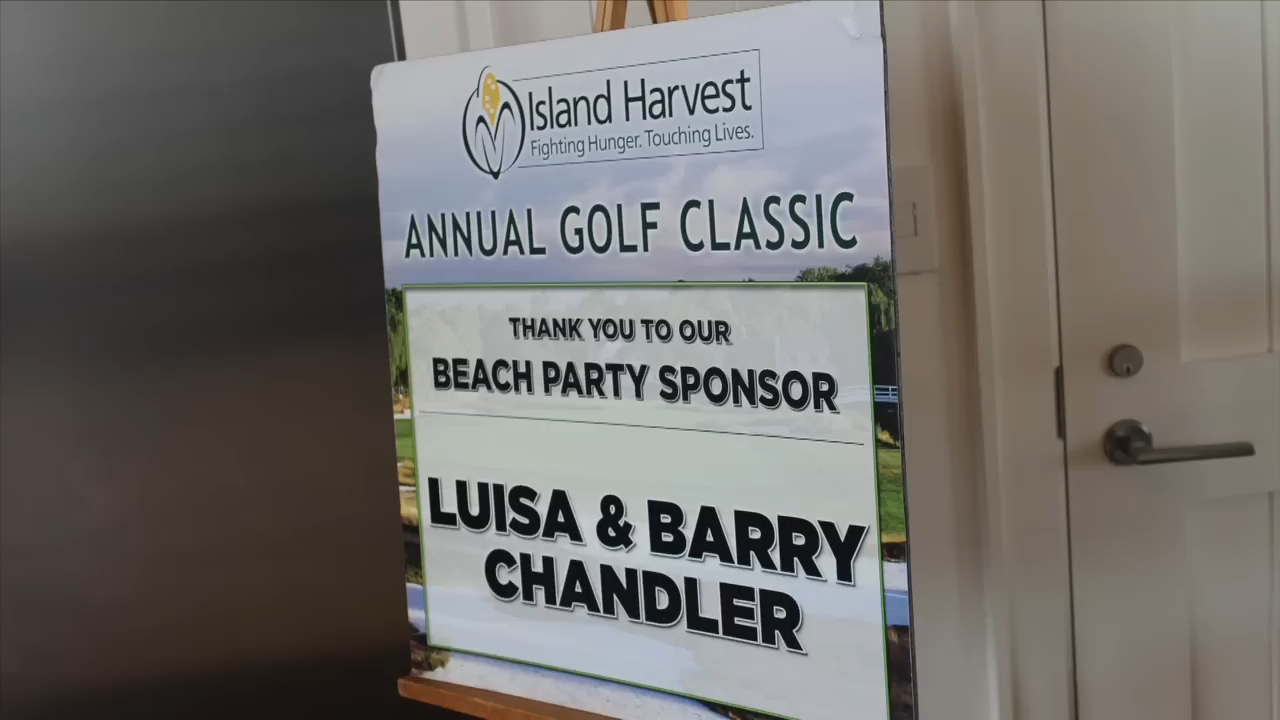 Island Harvest
Fighting Hunger. Touching Lives.
ANNUAL GOLF CLASSIC
THANK YOU TO OUR
BEACH PARTY SPONSOR
LUISA & BARRY
CHANDLER